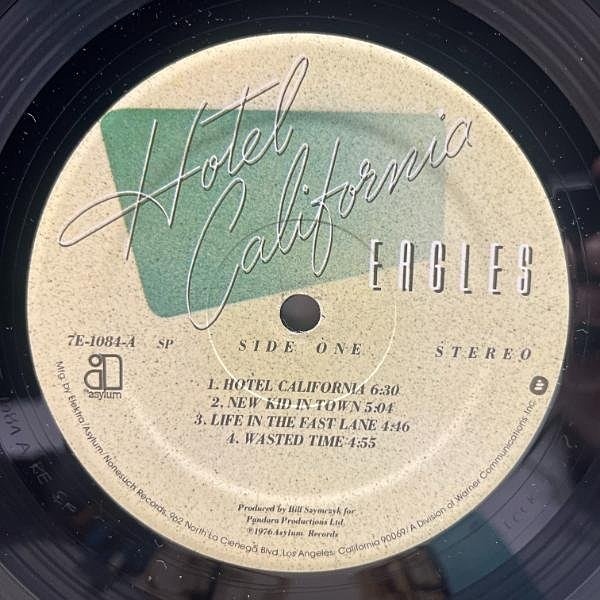 Hotel
California
EAGLES
7E-1084-A SP
SIDE ONE
STEREO
asylum
1. HOTEL CALIFORNIA 6:30
2. NEW KID IN TOWN 5:04
3. LIFE IN THE FAST LANE 4:46
4. WASTED TIME 4:55
Produced by Bill Szymczyk for
Pandora Productions Ltd.
℗1976 Asylum Records
Mfg. by Elektra/Asylum/Nonesuch Records, 962 North La Cienega Blvd., Los Angeles, California 90069/A Division of Warner Communications Inc.